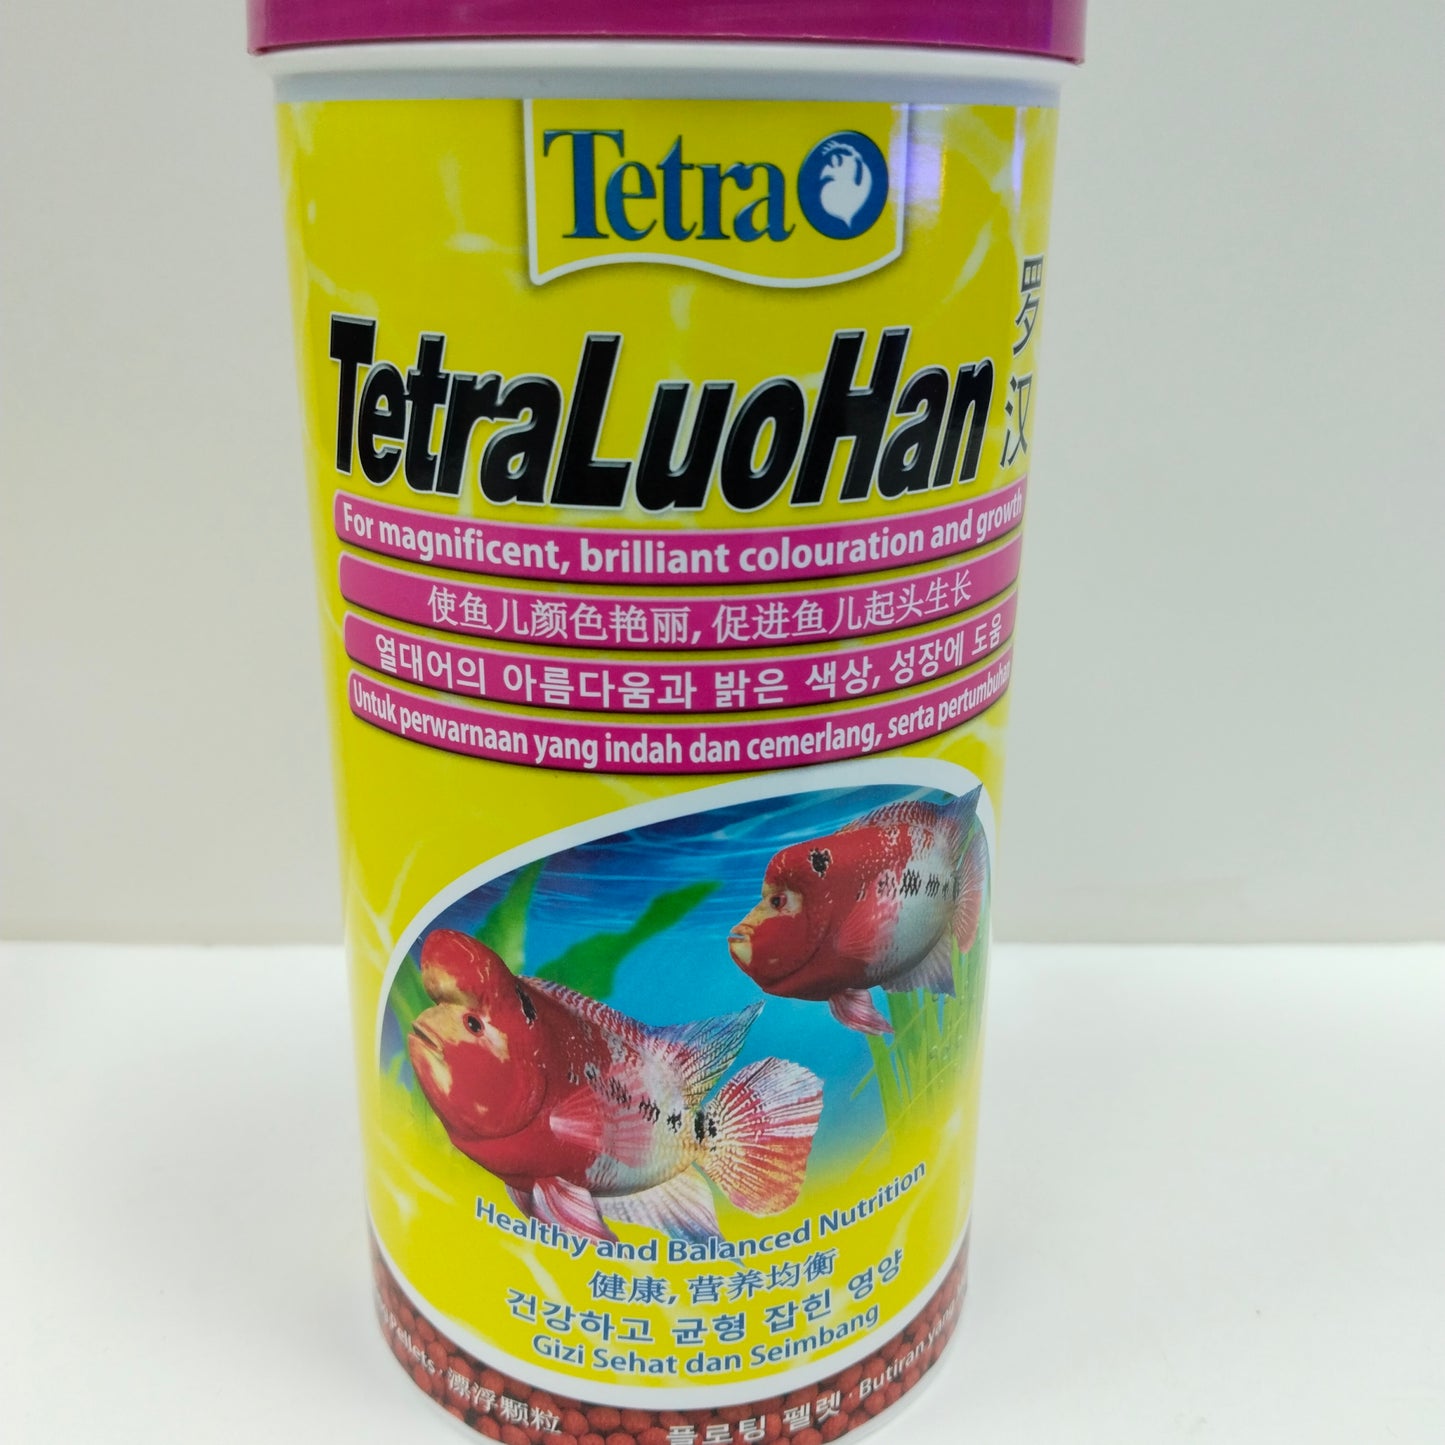 Tetra
TetraLuoHan
罗汉
For magnificent, brilliant colouration and growth
使鱼儿颜色艳丽, 促进鱼儿起头生长
열대어의 아름다움과 밝은 색상, 성장에 도움
Untuk perwarnaan yang indah dan cemerlang, serta pertumbuhan
Healthy and Balanced Nutrition
健康, 营养均衡
건강하고 균형 잡힌 영양
Gizi Sehat dan Seimbang
Pellets · 漂浮颗粒
플로팅 펠렛 · Butiran yang